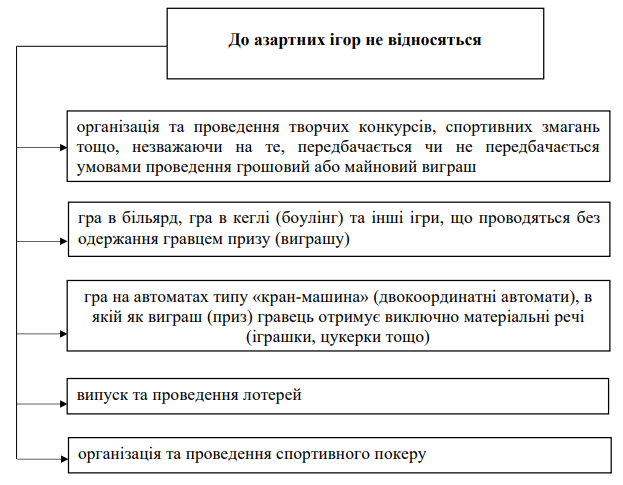 До азартних ігор не відносяться
організація та проведення творчих конкурсів, спортивних змагань
тощо, незважаючи на те, передбачається чи не передбачається
умовами проведення грошовий або майновий виграш
гра в більярд, гра в кеглі (боулінг) та інші ігри, що проводяться без
одержання гравцем призу (виграшу)
гра на автоматах типу «кран-машина» (двокоординатні автомати), в
якій як виграш (приз) гравець отримує виключно матеріальні речі
(іграшки, цукерки тощо)
випуск та проведення лотерей
організація та проведення спортивного покеру